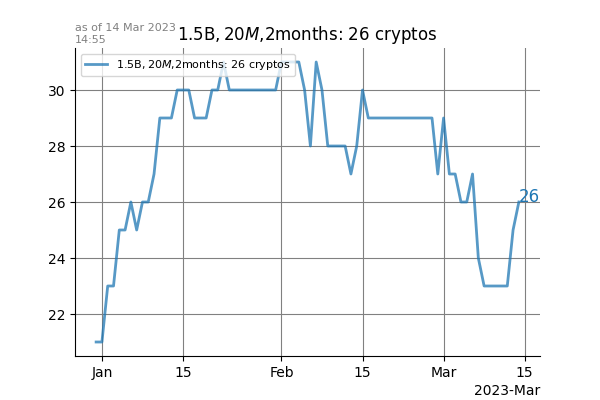 as of 14 Mar 2023
14:55
1.5B, 20M,2months: 26 cryptos
1.5B, 20M,2months: 26 cryptos
30
28
26
24
22
26
Jan
15
Feb
15
Mar
15
2023-Mar